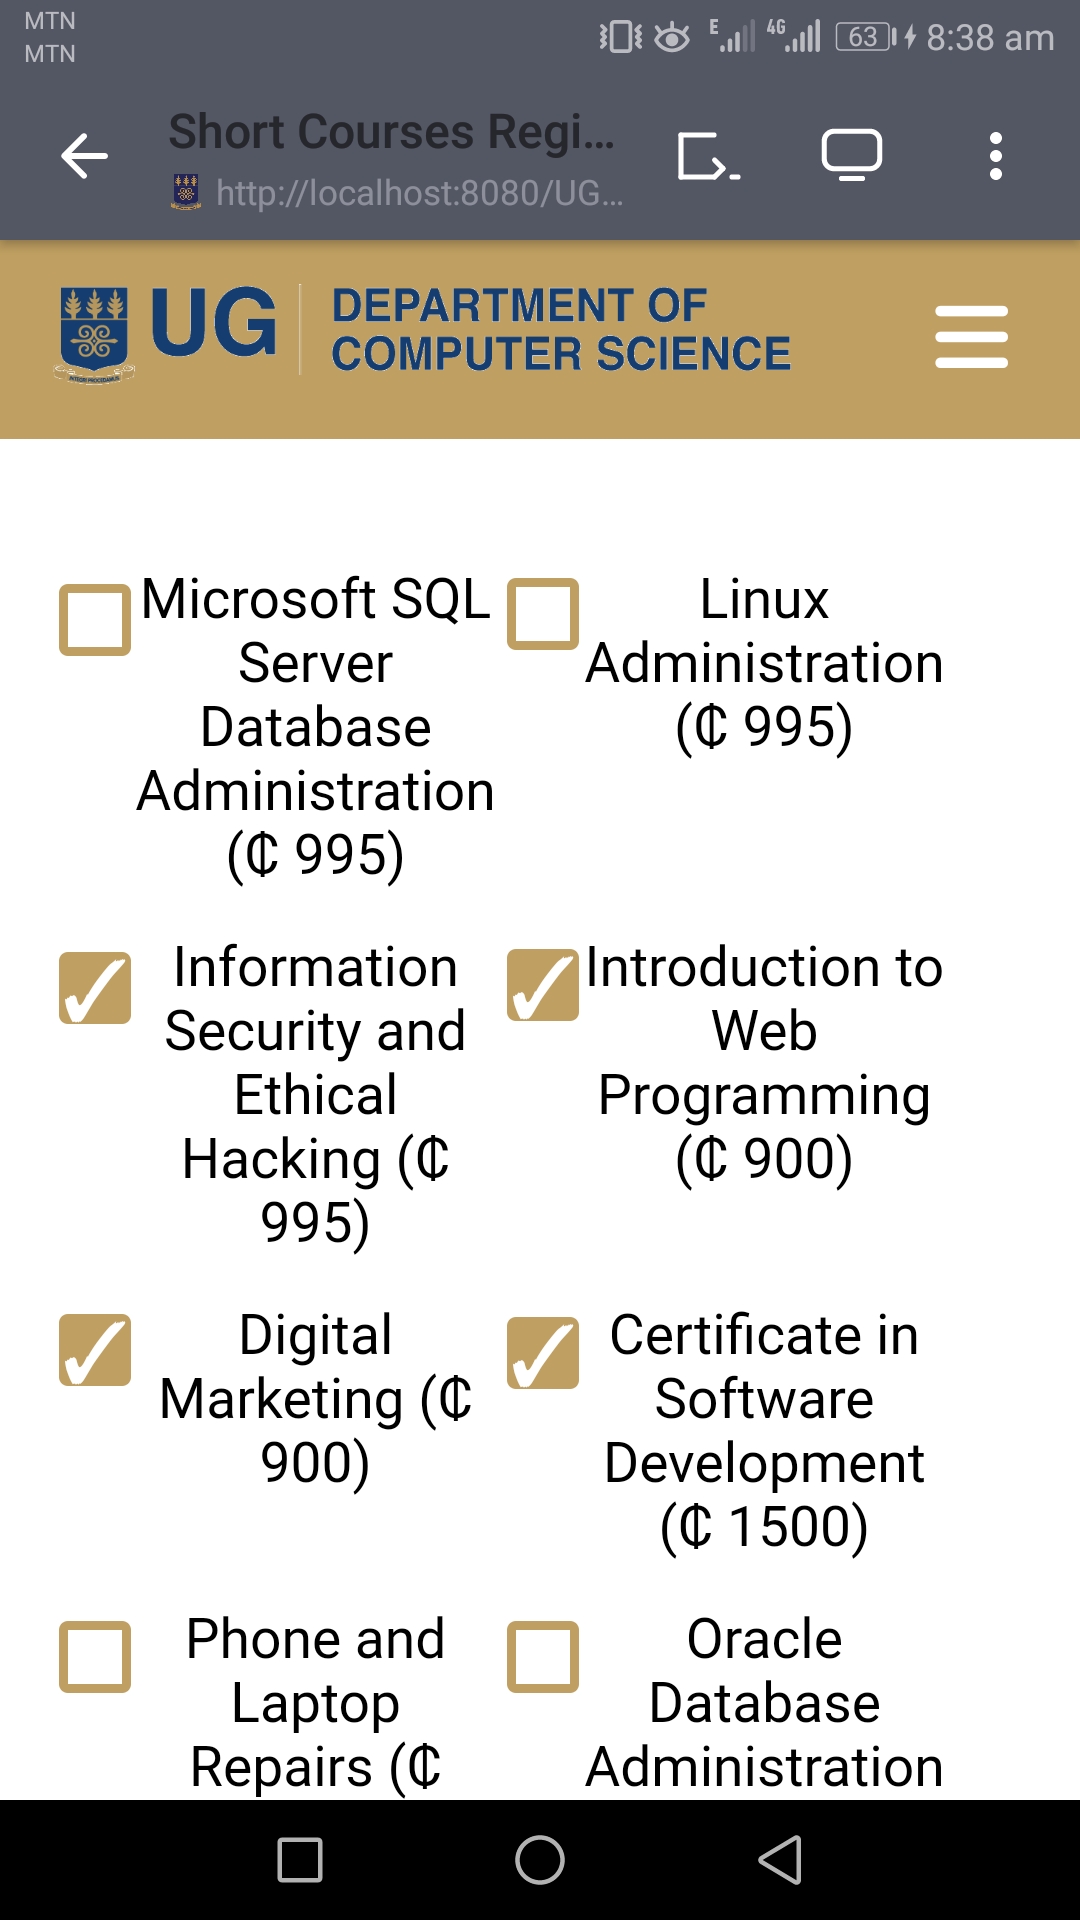 MTN
MTN
E
4G
63
8:38 am
Short Courses Regi...
http://localhost:8080/UG...
UG
DEPARTMENT OF
COMPUTER SCIENCE
Microsoft SQL
Server
Database
Administration
(₵ 995)
Linux
Administration
(₵ 995)
Information
Security and
Ethical
Hacking (₵
995)
Introduction to
Web
Programming
(₵ 900)
Digital
Marketing (₵
900)
Certificate in
Software
Development
(₵ 1500)
Phone and
Laptop
Repairs (₵
Oracle
Database
Administration